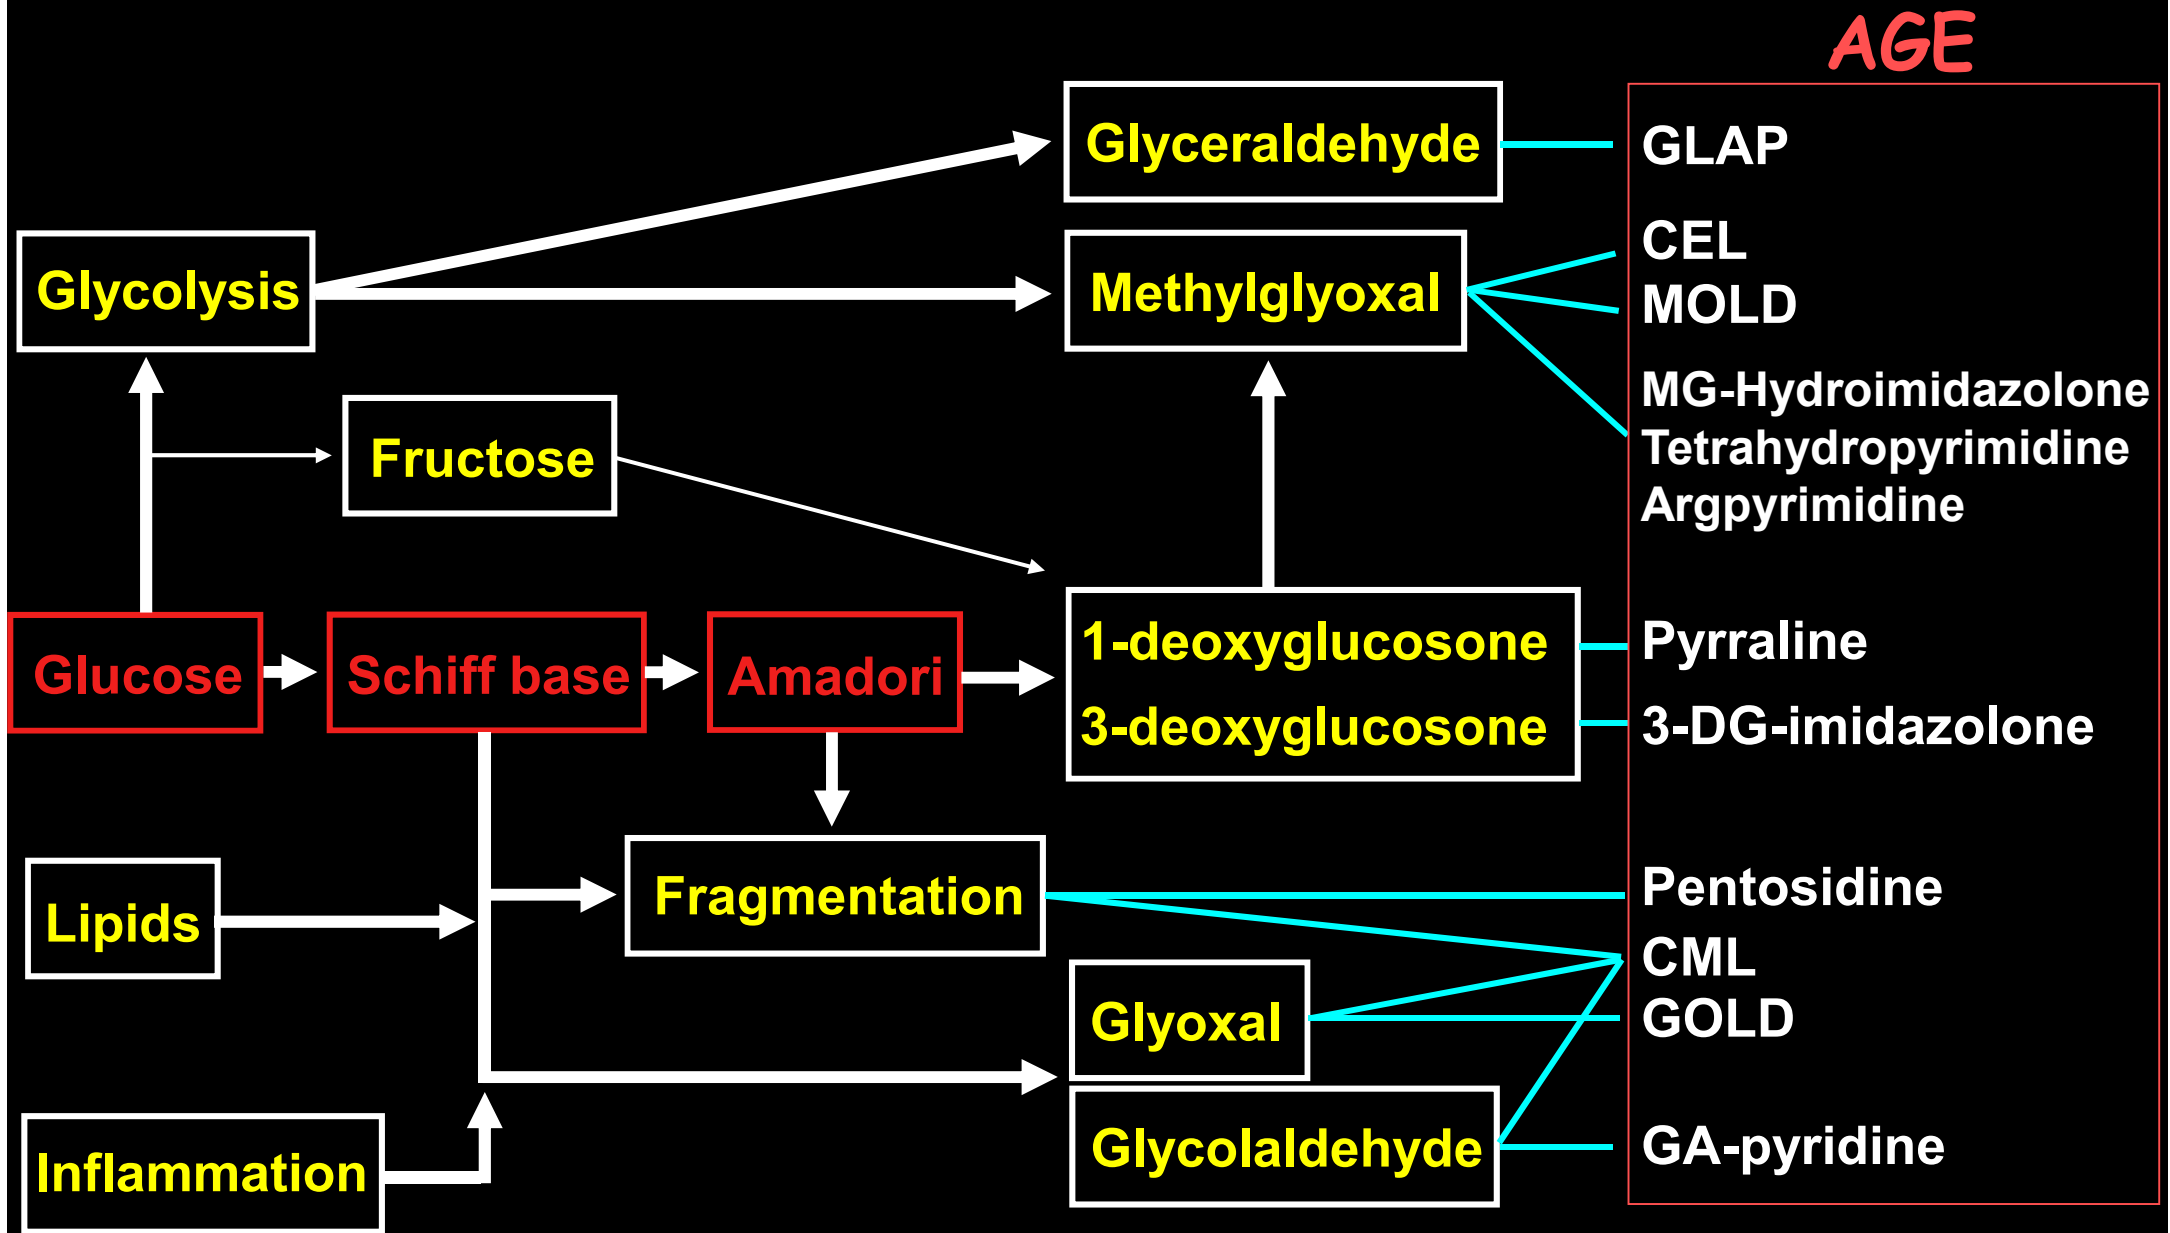 AGE
Glyceraldehyde
GLAP
Glycolysis
Methylglyoxal
CEL
MOLD
MG-Hydroimidazolone
Tetrahydropyrimidine
Argpyrimidine
Fructose
Glucose
Schiff base
Amadori
1-deoxyglucosone
3-deoxyglucosone
Pyrraline
3-DG-imidazolone
Lipids
Fragmentation
Pentosidine
CML
Glyoxal
GOLD
Inflammation
Glycolaldehyde
GA-pyridine